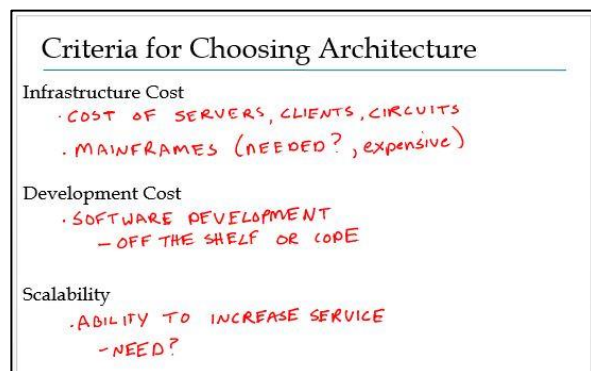 Criteria for Choosing Architecture
Infrastructure Cost
· COST OF SERVERS, CLIENTS, CIRCUITS
· MAINFRAMES (NEEDED?, expensive)
Development Cost
· SOFTWARE DEVELOPMENT
– OFF THE SHELF OR CODE
Scalability
· ABILITY TO INCREASE SERVICE
– NEED?